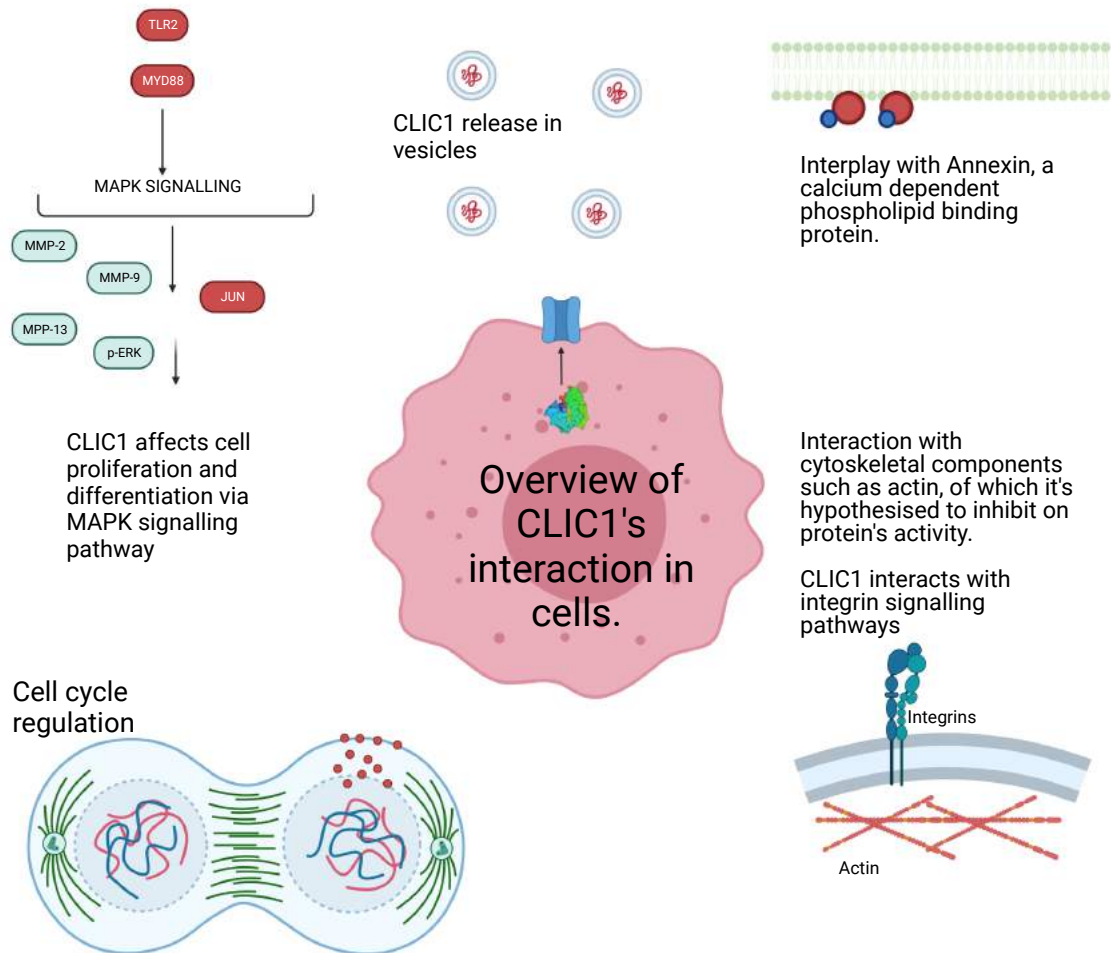 TLR2
MYD88
MAPK SIGNALLING
MMP-2
MMP-9
JUN
MPP-13
p-ERK
CLIC1 affects cell
proliferation and
differentiation via
MAPK signalling
pathway
CLIC1 release in
vesicles
Interplay with Annexin, a
calcium dependent
phospholipid binding
protein.
Overview of
CLIC1's
interaction in
cells.
Interaction with
cytoskeletal components
such as actin, of which it's
hypothesised to inhibit on
protein's activity.
CLIC1 interacts with
integrin signalling
pathways
Integrins
Actin
Cell cycle
regulation